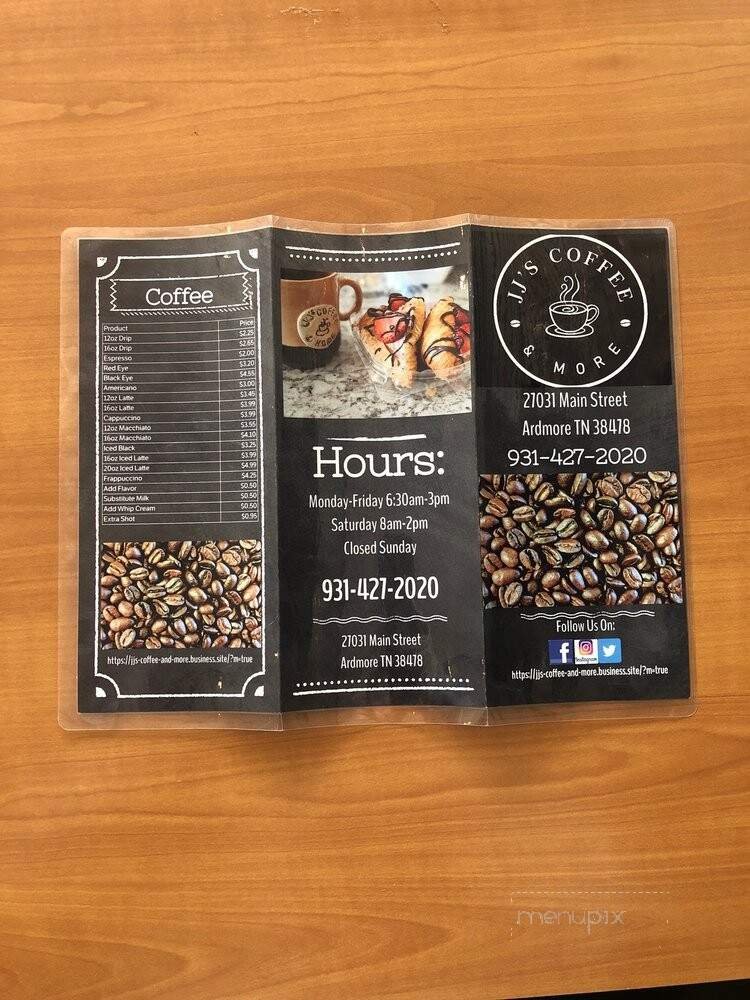 Coffee
Product Price
12oz Drip $2.25
16oz Drip $2.65
Espresso $2.00
Red Eye $3.20
Black Eye $4.55
Americano $3.00
12oz Latte $3.45
16oz Latte $3.99
Cappuccino $3.99
12oz Macchiato $3.55
16oz Macchiato $4.10
Iced Black $3.25
16oz Iced Latte $3.99
20oz Iced Latte $4.99
Frappuccino $4.25
Add Flavor $0.50
Substitute Milk $0.50
Add Whip Cream $0.50
Extra Shot $0.95
https://jjs-coffee-and-more.business.site/?m=true
JJ'S COFFEE
& MORE
Hours:
Monday-Friday 6:30am-3pm
Saturday 8am-2pm
Closed Sunday
931-427-2020
27031 Main Street
Ardmore TN 38478
JJ'S COFFEE
& MORE
27031 Main Street
Ardmore TN 38478
931-427-2020
Follow Us On:
Instagram
https://jjs-coffee-and-more.business.site/?m=true
menupix